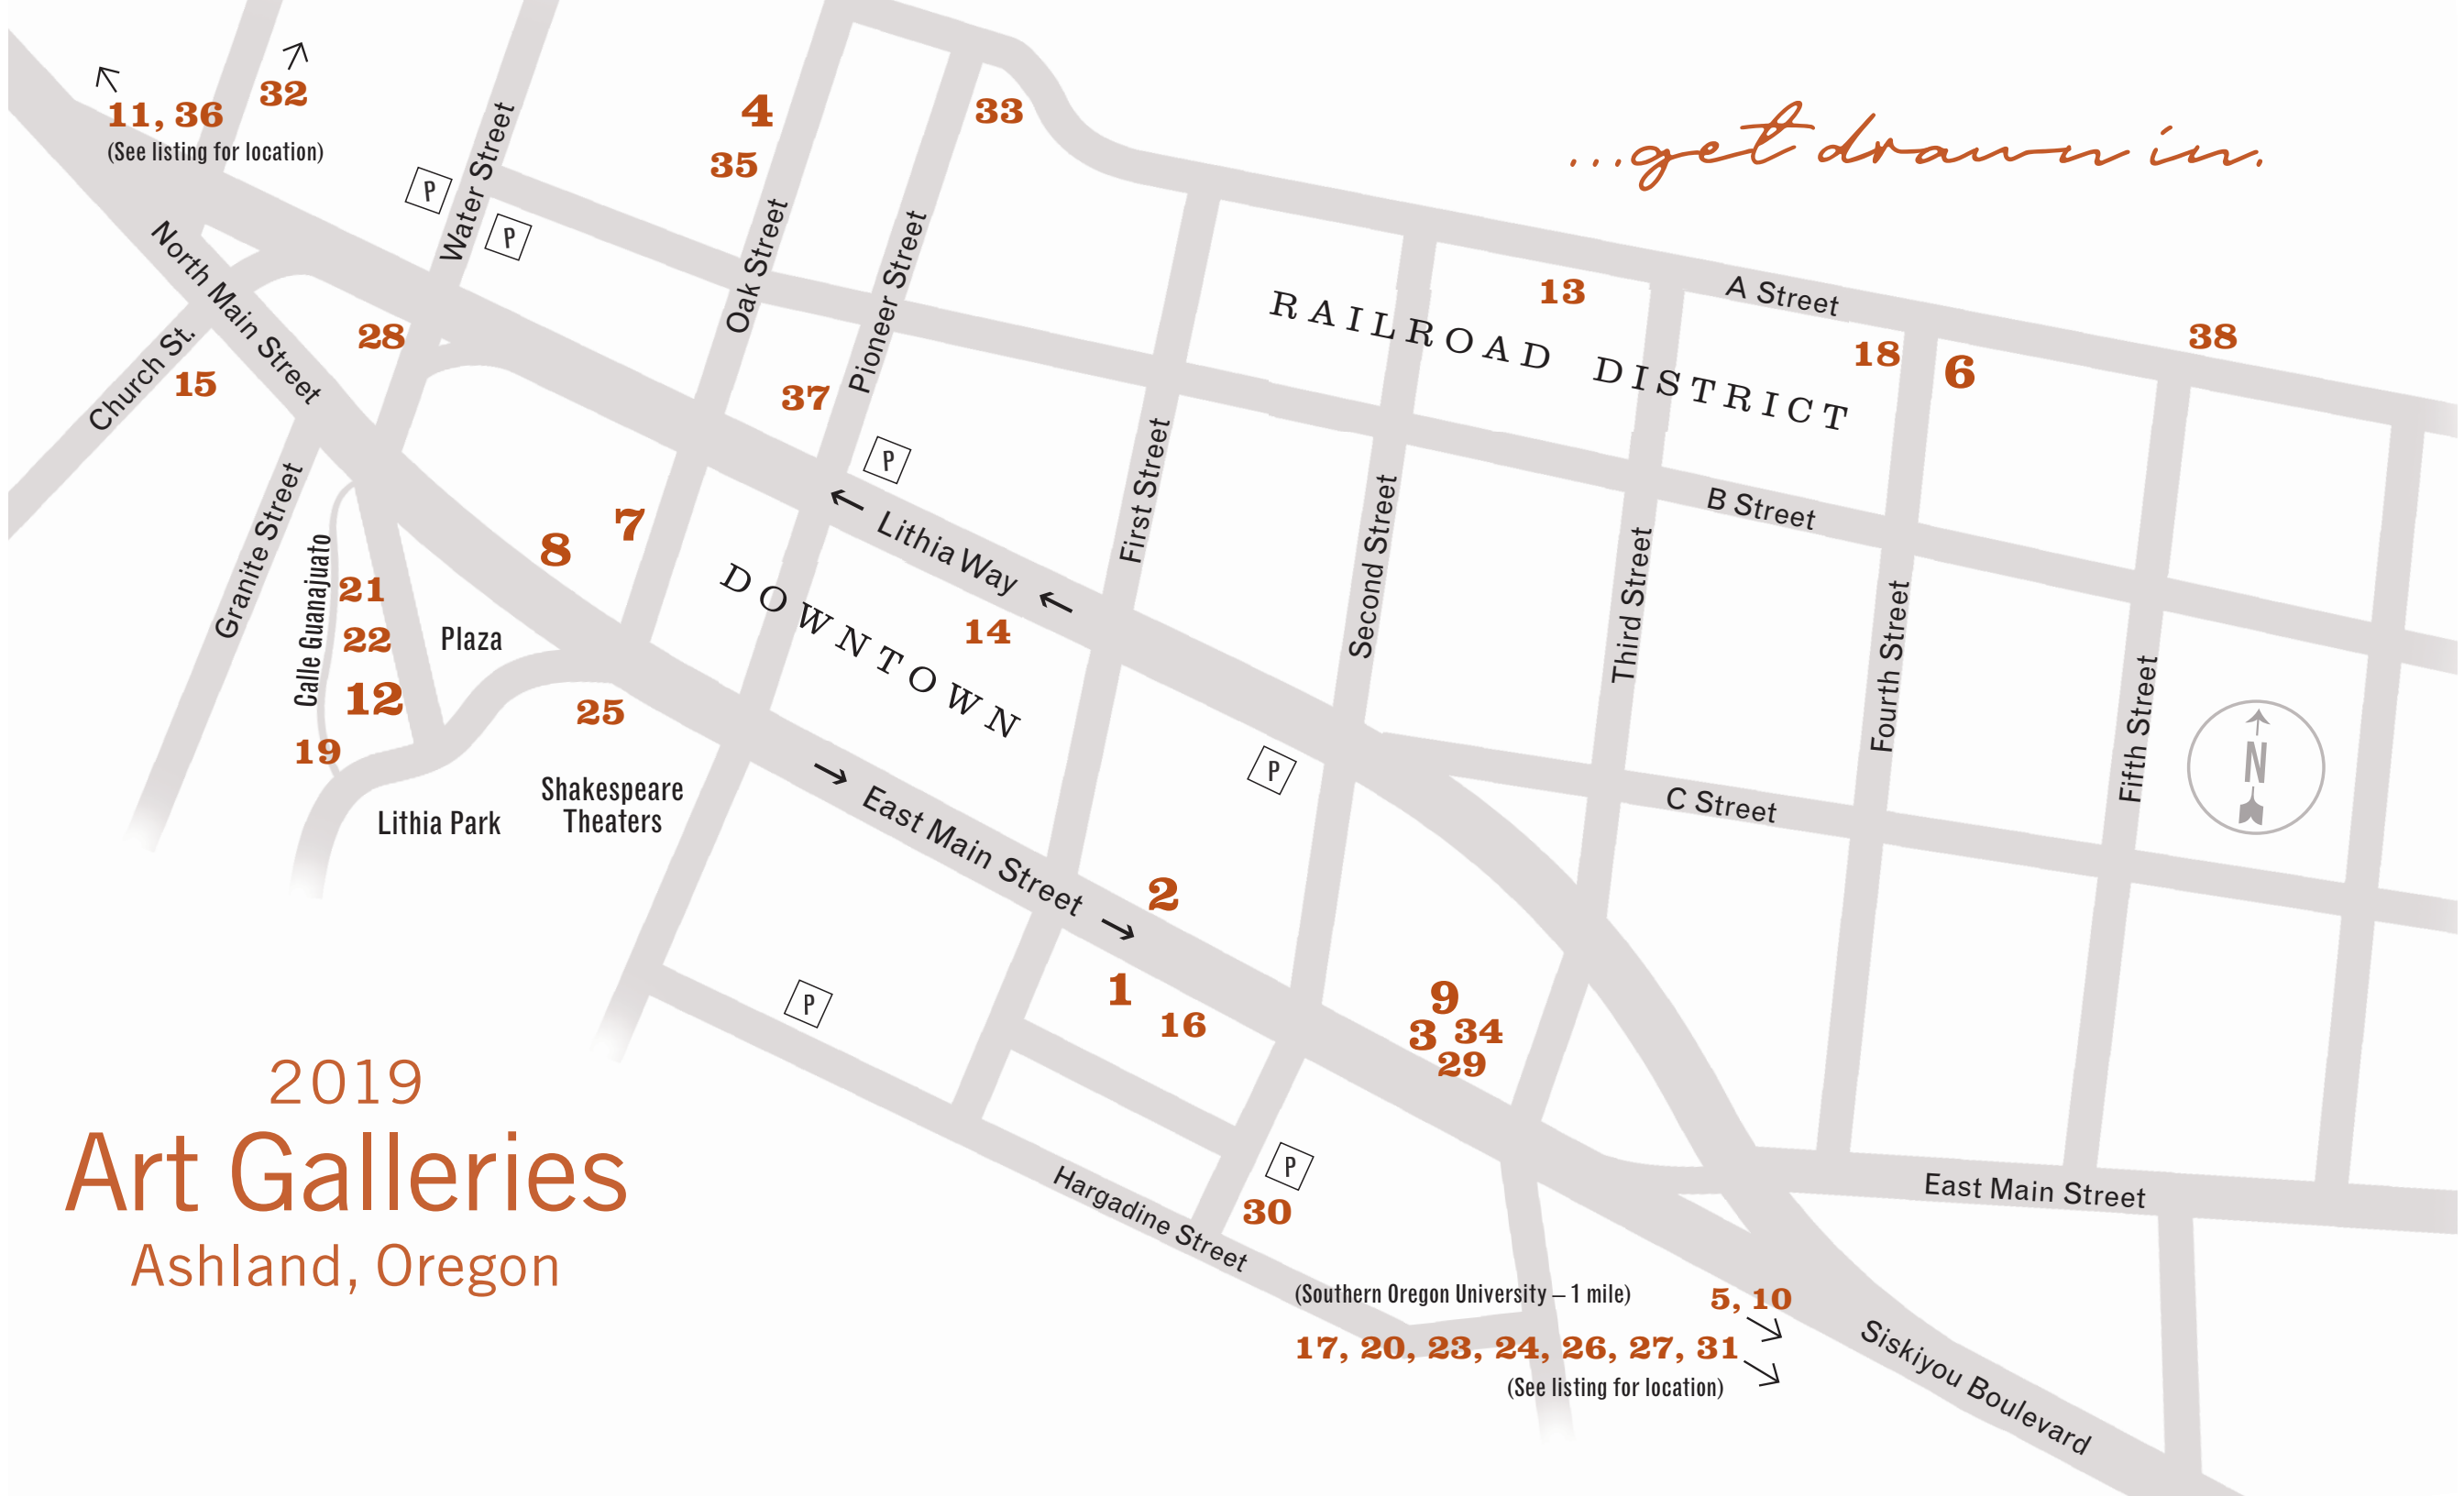 ...get drawn in.
11, 36
(See listing for location)
32
Water Street
P
P
4
35
33
Oak Street
Pioneer Street
North Main Street
Church St.
15
28
37
P
RAILROAD DISTRICT
13
A Street
18
6
38
First Street
Second Street
Third Street
B Street
Fourth Street
Fifth Street
Granite Street
Calle Guanajuato
21
22
12
19
Plaza
8
7
← Lithia Way ←
DOWNTOWN
14
25
Shakespeare
Theaters
Lithia Park
→ East Main Street →
P
C Street
N
2
1
16
P
9
3 34
29
P
30
Hargadine Street
East Main Street
2019
Art Galleries
Ashland, Oregon
(Southern Oregon University – 1 mile)
5, 10
17, 20, 23, 24, 26, 27, 31
(See listing for location)
Siskiyou Boulevard